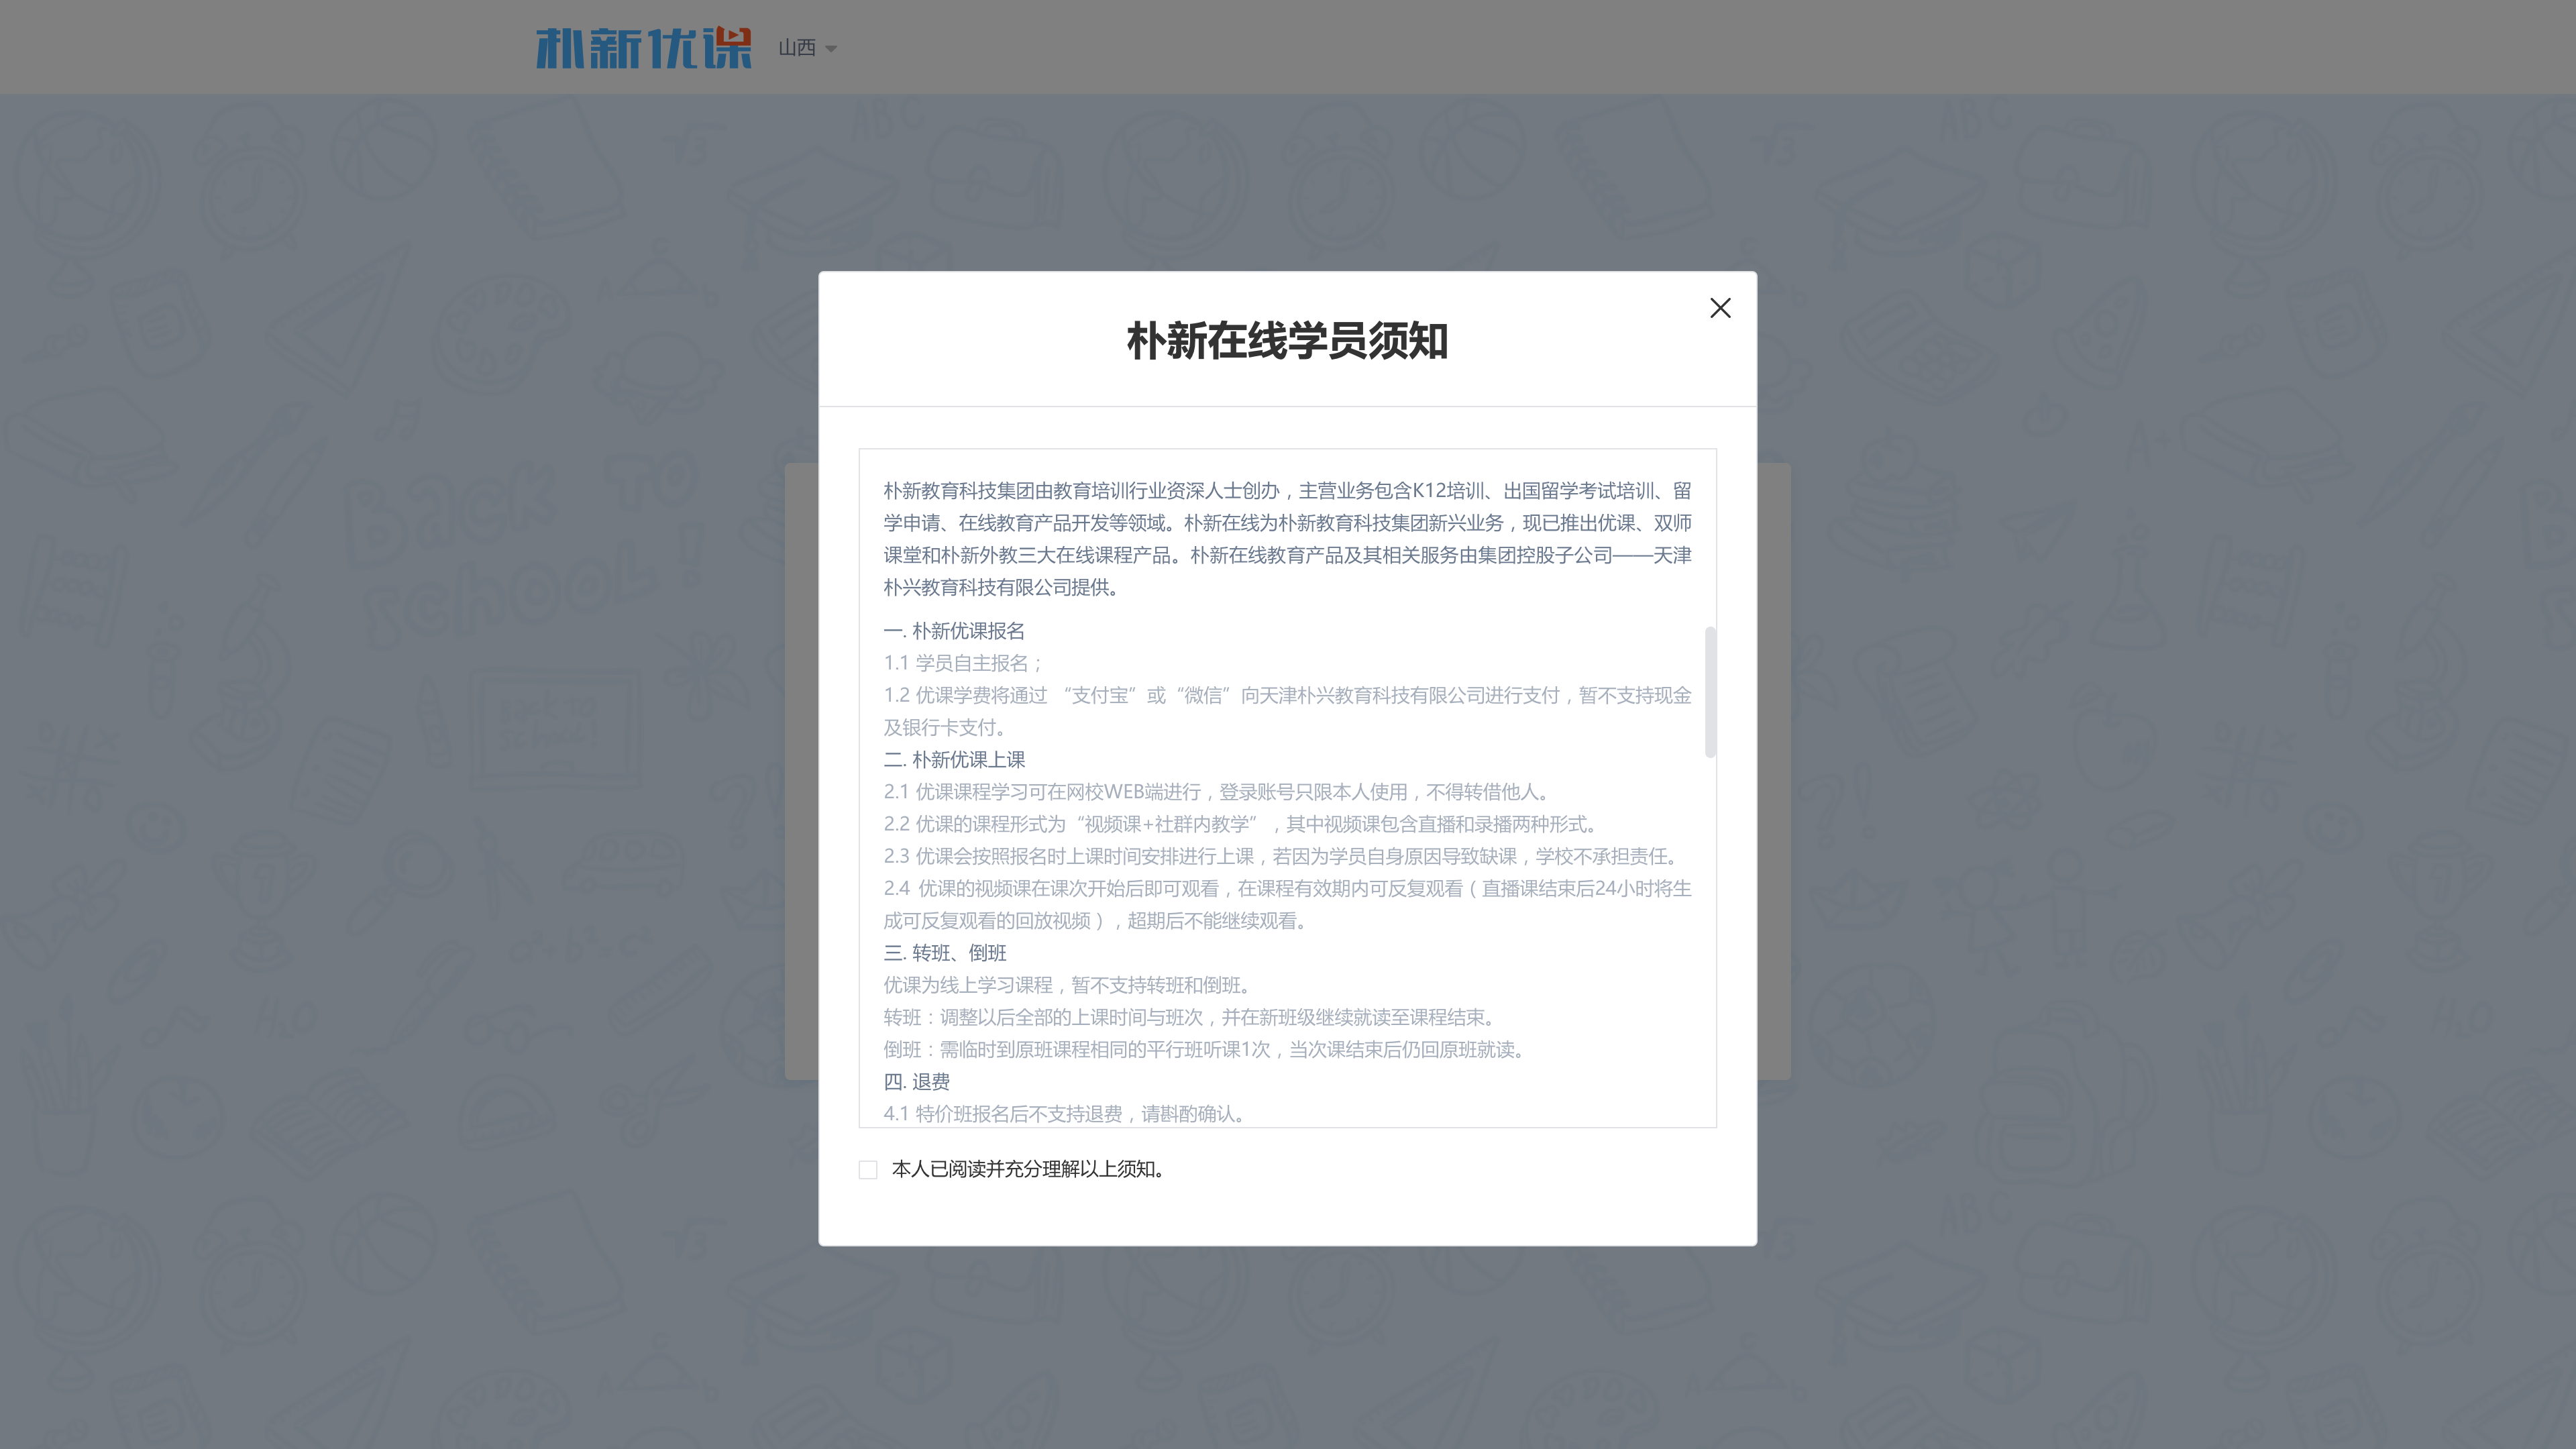 朴新优课
山西
朴新在线学员须知
朴新教育科技集团由教育培训行业资深人士创办，主营业务包含K12培训、出国留学考试培训、留
学申请、在线教育产品开发等领域。朴新在线为朴新教育科技集团新兴业务，现已推出优课、双师
课堂和朴新外教三大在线课程产品。朴新在线教育产品及其相关服务由集团控股子公司——天津
朴兴教育科技有限公司提供。
一. 朴新优课报名
1.1 学员自主报名；
1.2 优课学费将通过 “支付宝”或“微信”向天津朴兴教育科技有限公司进行支付，暂不支持现金
及银行卡支付。
二. 朴新优课上课
2.1 优课课程学习可在网校WEB端进行，登录账号只限本人使用，不得转借他人。
2.2 优课的课程形式为“视频课+社群内教学”，其中视频课包含直播和录播两种形式。
2.3 优课会按照报名时上课时间安排进行上课，若因为学员自身原因导致缺课，学校不承担责任。
2.4 优课的视频课在课次开始后即可观看，在课程有效期内可反复观看（直播课结束后24小时将生
成可反复观看的回放视频），超期后不能继续观看。
三. 转班、倒班
优课为线上学习课程，暂不支持转班和倒班。
转班：调整以后全部的上课时间与班次，并在新班级继续就读至课程结束。
倒班：需临时到原班课程相同的平行班听课1次，当次课结束后仍回原班就读。
四. 退费
4.1 特价班报名后不支持退费，请斟酌确认。
本人已阅读并充分理解以上须知。
BACK TO
SCHOOL!